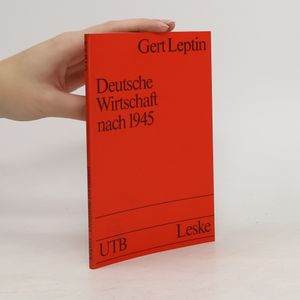 Gert Leptin
Deutsche
Wirtschaft
nach 1945
UTB
Leske